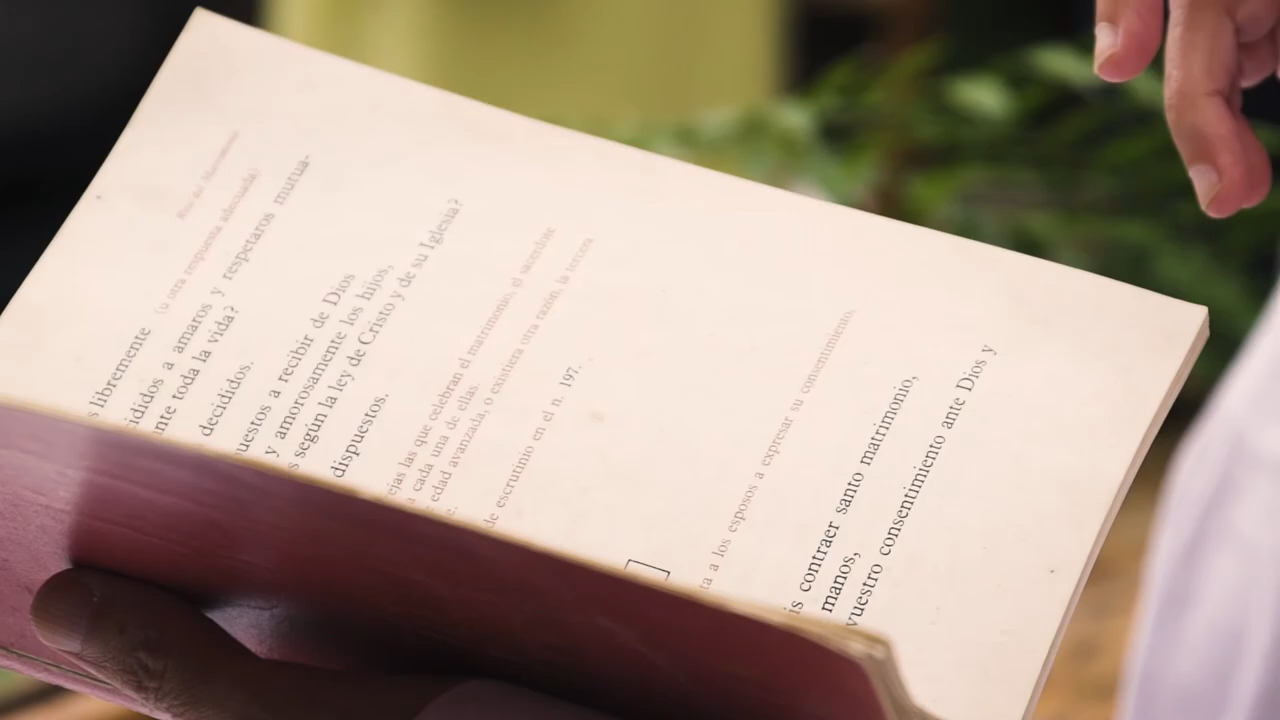 Rito del Matrimonio
libremente (u otra respuesta adecuada)
ididos a amaros y respetaros mutua-
nte toda la vida?
decididos.
uestos a recibir de Dios
y amorosamente los hijos,
s según la ley de Cristo y de su Iglesia?
dispuestos.
ejas las que celebran el matrimonio, el sacerdote
a cada una de ellas.
edad avanzada, o existiera otra razón, la tercera
e.
de escrutinio en el n. 197.
]
ta a los esposos a expresar su consentimiento.
is contraer santo matrimonio,
manos,
vuestro consentimiento ante Dios y